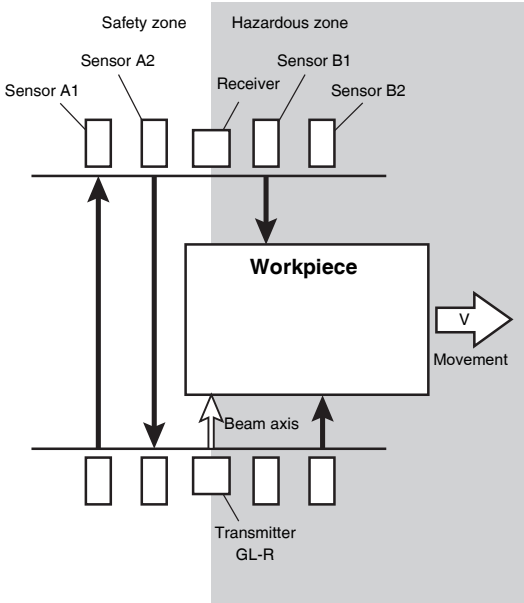 Safety zone
Hazardous zone
Sensor A2
Sensor B1
Sensor A1
Receiver
Sensor B2
Workpiece
V
Movement
Beam axis
Transmitter
GL-R